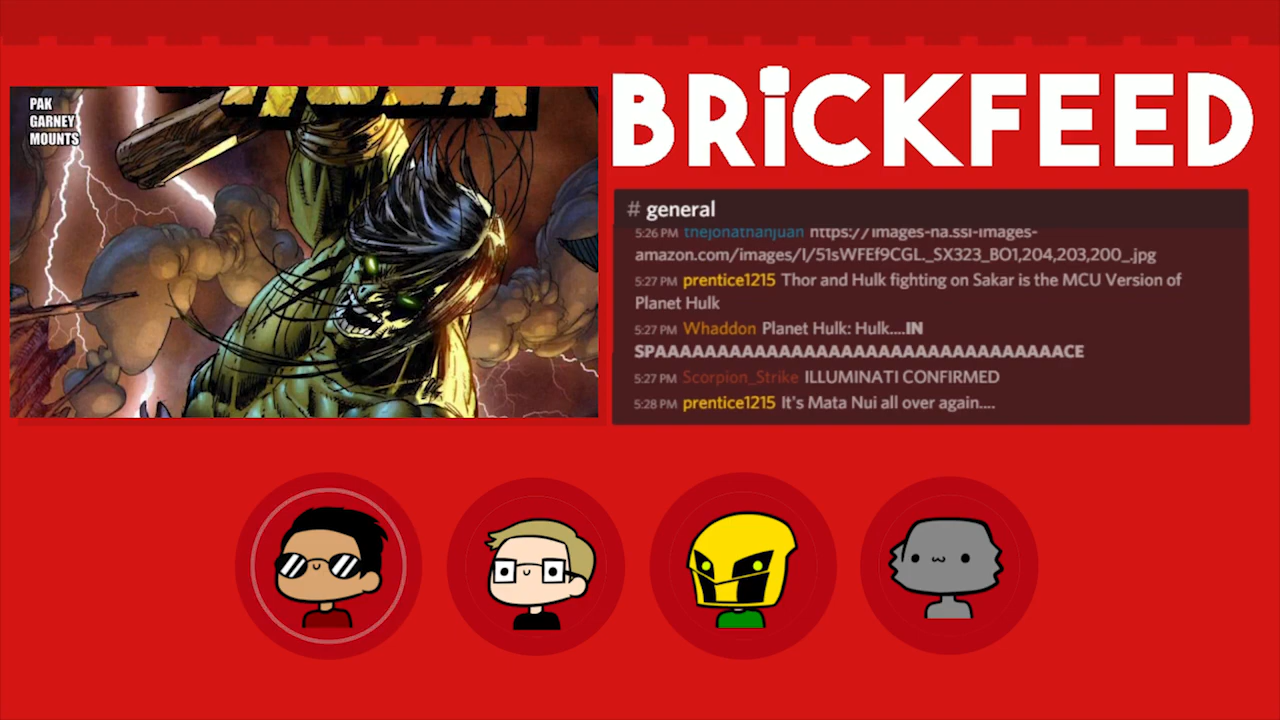 PAK
GARNEY
MOUNTS
BRiCKFEED
# general
5:26 PM thejonathanjuan https://images-na.ssl-images-
amazon.com/images/I/51sWFEf9CGL._SX323_BO1,204,203,200_.jpg
5:27 PM prentice1215 Thor and Hulk fighting on Sakar is the MCU Version of
Planet Hulk
5:27 PM Whaddon Planet Hulk: Hulk....IN
SPAAAAAAAAAAAAAAAAAAAAAAAAAAAAAAAAAACE
5:27 PM Scorpion_Strike ILLUMINATI CONFIRMED
5:28 PM prentice1215 It's Mata Nui all over again....